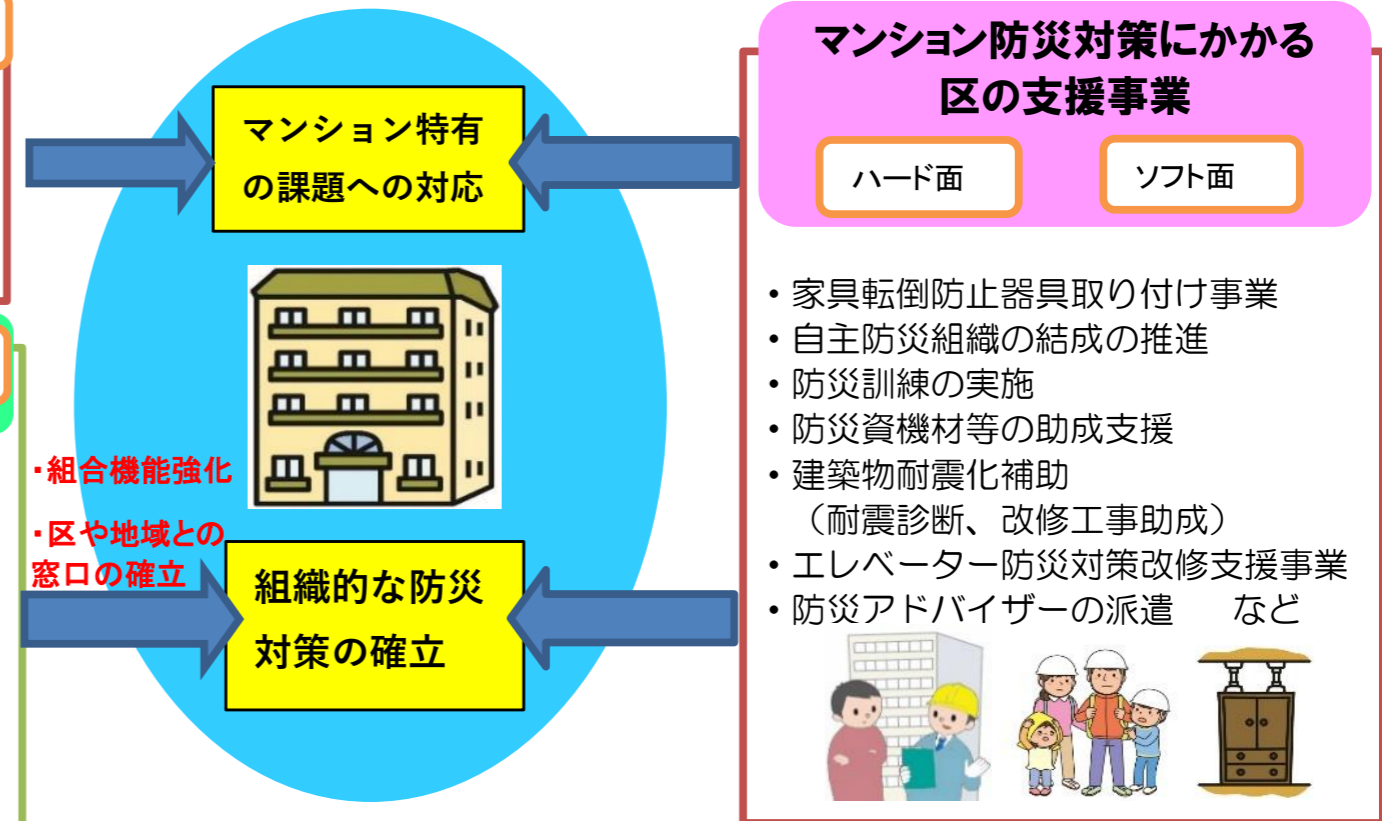 マンション特有
の課題への対応
・組合機能強化
・区や地域との
窓口の確立
組織的な防災
対策の確立
マンション防災対策にかかる
区の支援事業
ハード面
ソフト面
・家具転倒防止器具取り付け事業
・自主防災組織の結成の推進
・防災訓練の実施
・防災資機材等の助成支援
・建築物耐震化補助
（耐震診断、改修工事助成）
・エレベーター防災対策改修支援事業
・防災アドバイザーの派遣　など